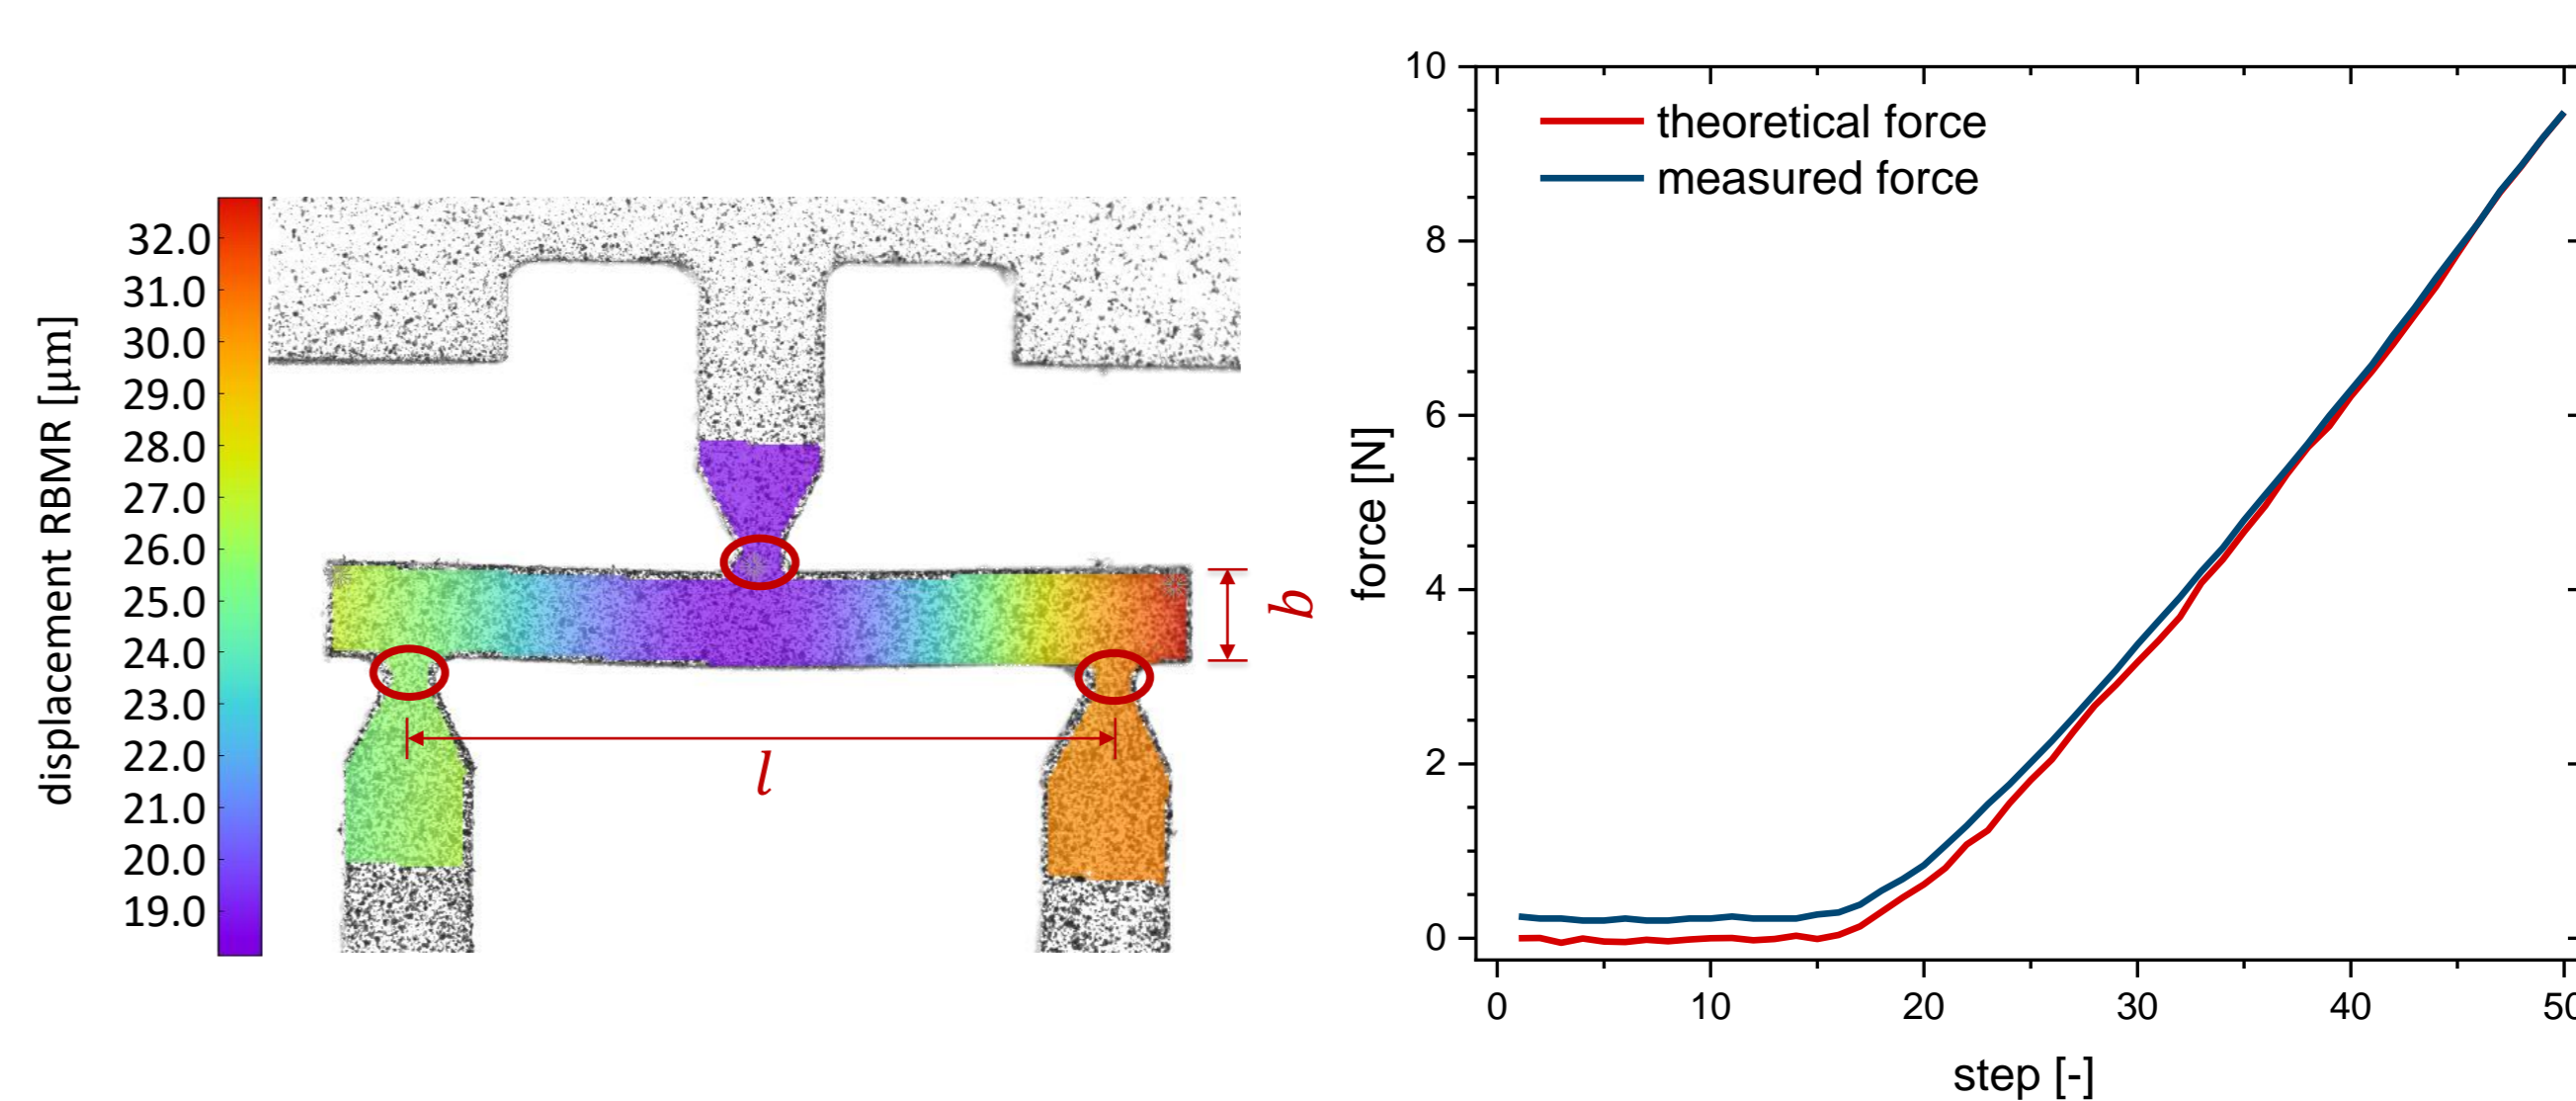 displacement RBMR [µm]
32.0
31.0
30.0
29.0
28.0
27.0
26.0
25.0
24.0
23.0
22.0
21.0
20.0
19.0
b
l
force [N]
10
8
6
4
2
0
theoretical force
measured force
0 10 20 30 40 50
step [-]